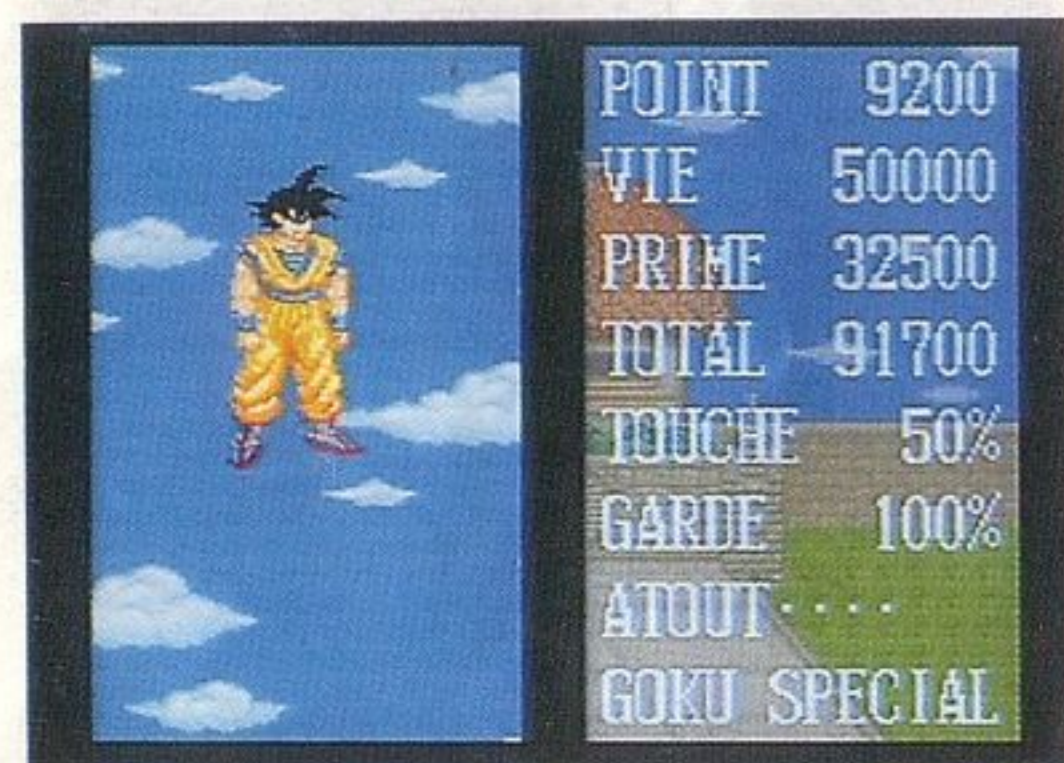 POINT 9200
VIE 50000
PRIME 32500
TOTAL 91700
TOUCHE 50%
GARDE 100%
ATOUT····
GOKU SPECIAL